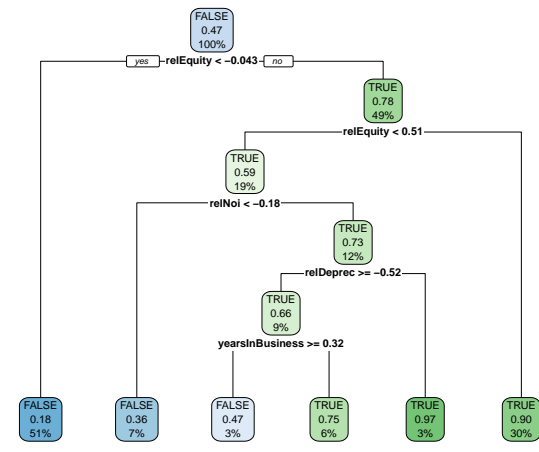 FALSE
0.47
100%
yes relEquity < −0.043 no
TRUE
0.78
49%
relEquity < 0.51
TRUE
0.59
19%
relNoi < −0.18
TRUE
0.73
12%
relDeprec >= −0.52
TRUE
0.66
9%
yearsInBusiness >= 0.32
FALSE
0.18
51%
FALSE
0.36
7%
FALSE
0.47
3%
TRUE
0.75
6%
TRUE
0.97
3%
TRUE
0.90
30%